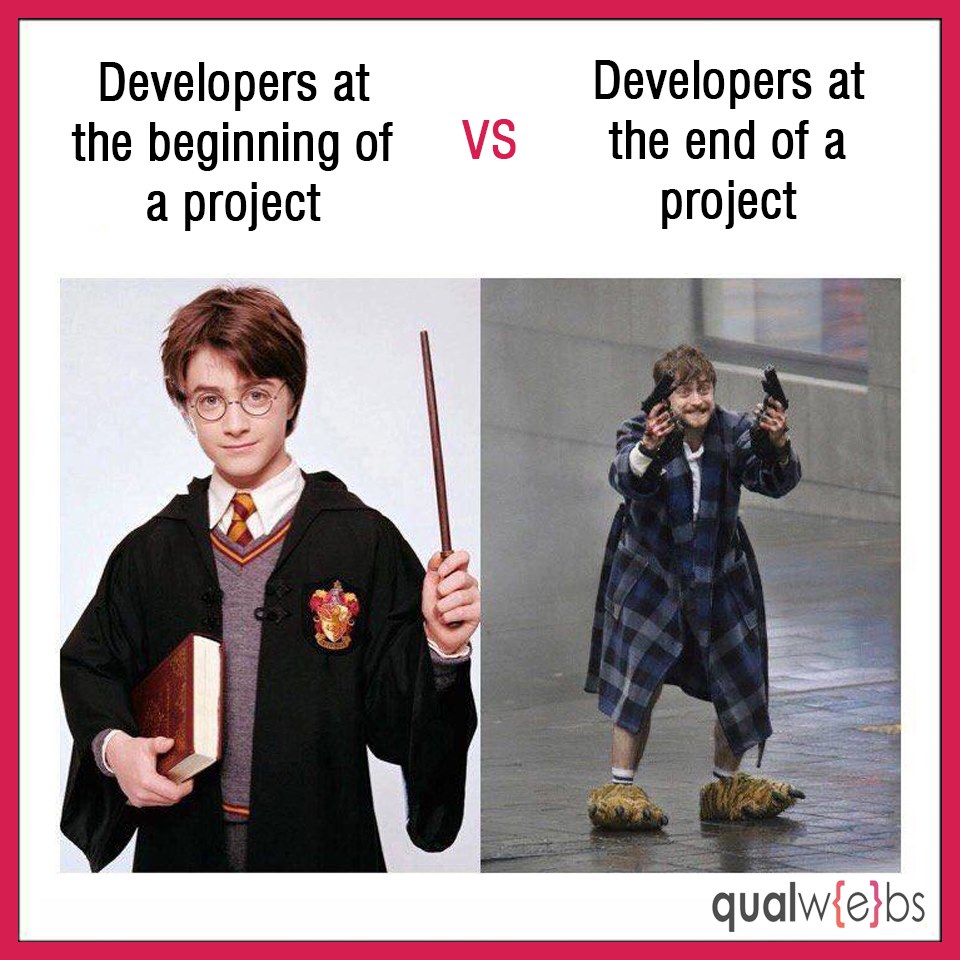 Developers at
the beginning of
a project
VS
Developers at
the end of a
project
qualw{e}bs